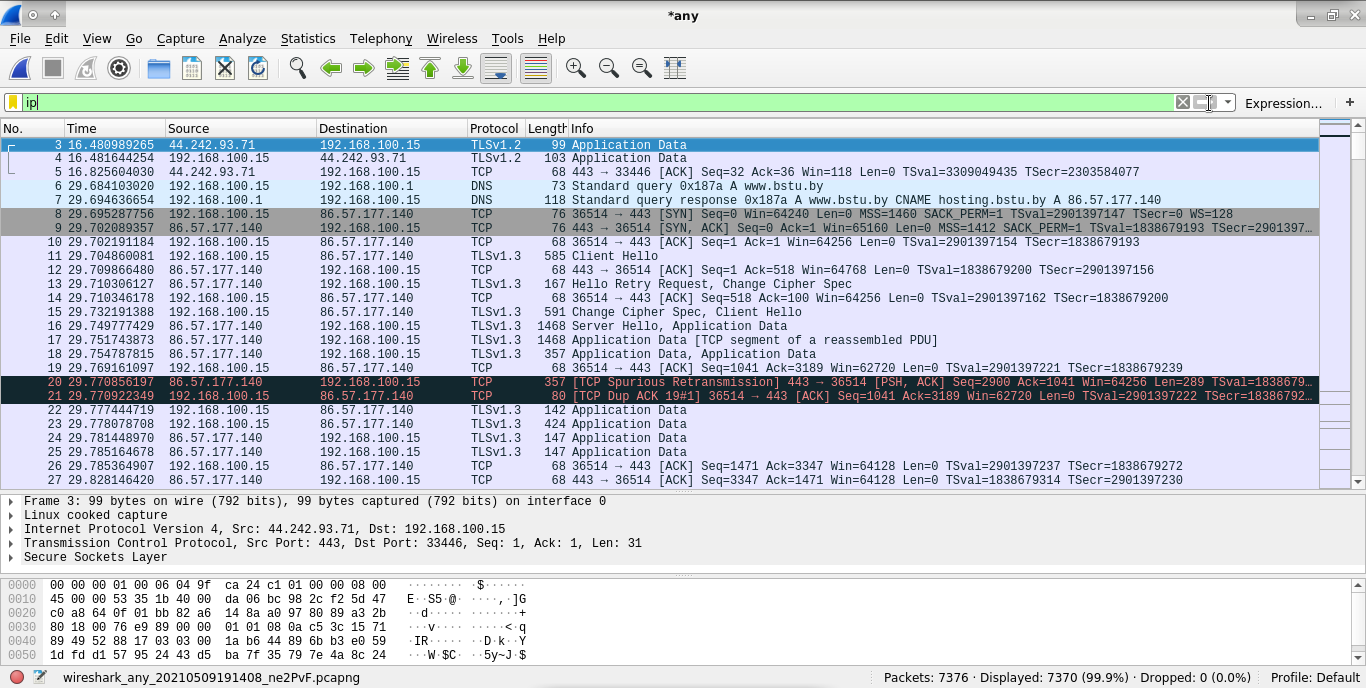 *any
File Edit View Go Capture Analyze Statistics Telephony Wireless Tools Help
ip
Expression… +
No. Time Source Destination Protocol Length Info
3 16.480989265 44.242.93.71 192.168.100.15 TLSv1.2 99 Application Data
4 16.481644254 192.168.100.15 44.242.93.71 TLSv1.2 103 Application Data
5 16.825604030 44.242.93.71 192.168.100.15 TCP 68 443 → 33446 [ACK] Seq=32 Ack=36 Win=118 Len=0 TSval=3309049435 TSecr=2303584077
6 29.684103020 192.168.100.15 192.168.100.1 DNS 73 Standard query 0x187a A www.bstu.by
7 29.694636654 192.168.100.1 192.168.100.15 DNS 118 Standard query response 0x187a A www.bstu.by CNAME hosting.bstu.by A 86.57.177.140
8 29.695287756 192.168.100.15 86.57.177.140 TCP 76 36514 → 443 [SYN] Seq=0 Win=64240 Len=0 MSS=1460 SACK_PERM=1 TSval=2901397147 TSecr=0 WS=128
9 29.702089357 86.57.177.140 192.168.100.15 TCP 76 443 → 36514 [SYN, ACK] Seq=0 Ack=1 Win=65160 Len=0 MSS=1412 SACK_PERM=1 TSval=1838679193 TSecr=2901397…
10 29.702191184 192.168.100.15 86.57.177.140 TCP 68 36514 → 443 [ACK] Seq=1 Ack=1 Win=64256 Len=0 TSval=2901397154 TSecr=1838679193
11 29.704860081 192.168.100.15 86.57.177.140 TLSv1.3 585 Client Hello
12 29.709866480 86.57.177.140 192.168.100.15 TCP 68 443 → 36514 [ACK] Seq=1 Ack=518 Win=64768 Len=0 TSval=1838679200 TSecr=2901397156
13 29.710306127 86.57.177.140 192.168.100.15 TLSv1.3 167 Hello Retry Request, Change Cipher Spec
14 29.710346178 192.168.100.15 86.57.177.140 TCP 68 36514 → 443 [ACK] Seq=518 Ack=100 Win=64256 Len=0 TSval=2901397162 TSecr=1838679200
15 29.732191388 192.168.100.15 86.57.177.140 TLSv1.3 591 Change Cipher Spec, Client Hello
16 29.749777429 86.57.177.140 192.168.100.15 TLSv1.3 1468 Server Hello, Application Data
17 29.751743873 86.57.177.140 192.168.100.15 TLSv1.3 1468 Application Data [TCP segment of a reassembled PDU]
18 29.754787815 86.57.177.140 192.168.100.15 TLSv1.3 357 Application Data, Application Data
19 29.769161097 192.168.100.15 86.57.177.140 TCP 68 36514 → 443 [ACK] Seq=1041 Ack=3189 Win=62720 Len=0 TSval=2901397221 TSecr=1838679239
20 29.770856197 86.57.177.140 192.168.100.15 TCP 357 [TCP Spurious Retransmission] 443 → 36514 [PSH, ACK] Seq=2900 Ack=1041 Win=64256 Len=289 TSval=1838679…
21 29.770922349 192.168.100.15 86.57.177.140 TCP 80 [TCP Dup ACK 19#1] 36514 → 443 [ACK] Seq=1041 Ack=3189 Win=62720 Len=0 TSval=2901397222 TSecr=18386792…
22 29.777444719 192.168.100.15 86.57.177.140 TLSv1.3 142 Application Data
23 29.778078708 192.168.100.15 86.57.177.140 TLSv1.3 424 Application Data
24 29.781448970 86.57.177.140 192.168.100.15 TLSv1.3 147 Application Data
25 29.785164678 86.57.177.140 192.168.100.15 TLSv1.3 147 Application Data
26 29.785364907 192.168.100.15 86.57.177.140 TCP 68 36514 → 443 [ACK] Seq=1471 Ack=3347 Win=64128 Len=0 TSval=2901397237 TSecr=1838679272
27 29.828146420 86.57.177.140 192.168.100.15 TCP 68 443 → 36514 [ACK] Seq=3347 Ack=1471 Win=64128 Len=0 TSval=1838679314 TSecr=2901397230
Frame 3: 99 bytes on wire (792 bits), 99 bytes captured (792 bits) on interface 0
Linux cooked capture
Internet Protocol Version 4, Src: 44.242.93.71, Dst: 192.168.100.15
Transmission Control Protocol, Src Port: 443, Dst Port: 33446, Seq: 1, Ack: 1, Len: 31
Secure Sockets Layer
0000 00 00 00 01 00 06 04 9f ca 24 c1 01 00 00 08 00 ········ ·$······
0010 45 00 00 53 35 1b 40 00 da 06 bc 98 2c f2 5d 47 E··S5·@· ····,·]G
0020 c0 a8 64 0f 01 bb 82 a6 14 8a a0 97 80 89 a3 2b ··d····· ·······+
0030 80 18 00 76 e9 89 00 00 01 01 08 0a c5 3c 15 71 ···v···· ·····<·q
0040 89 49 52 88 17 03 03 00 1a b6 44 89 6b b3 e0 59 ·IR····· ··D·k··Y
0050 1d fd d1 57 95 24 43 d5 ba 7f 35 79 7e 4a 8c 24 ···W·$C· ··5y~J·$
wireshark_any_20210509191408_ne2PvF.pcapng Packets: 7376 · Displayed: 7370 (99.9%) · Dropped: 0 (0.0%) Profile: Default